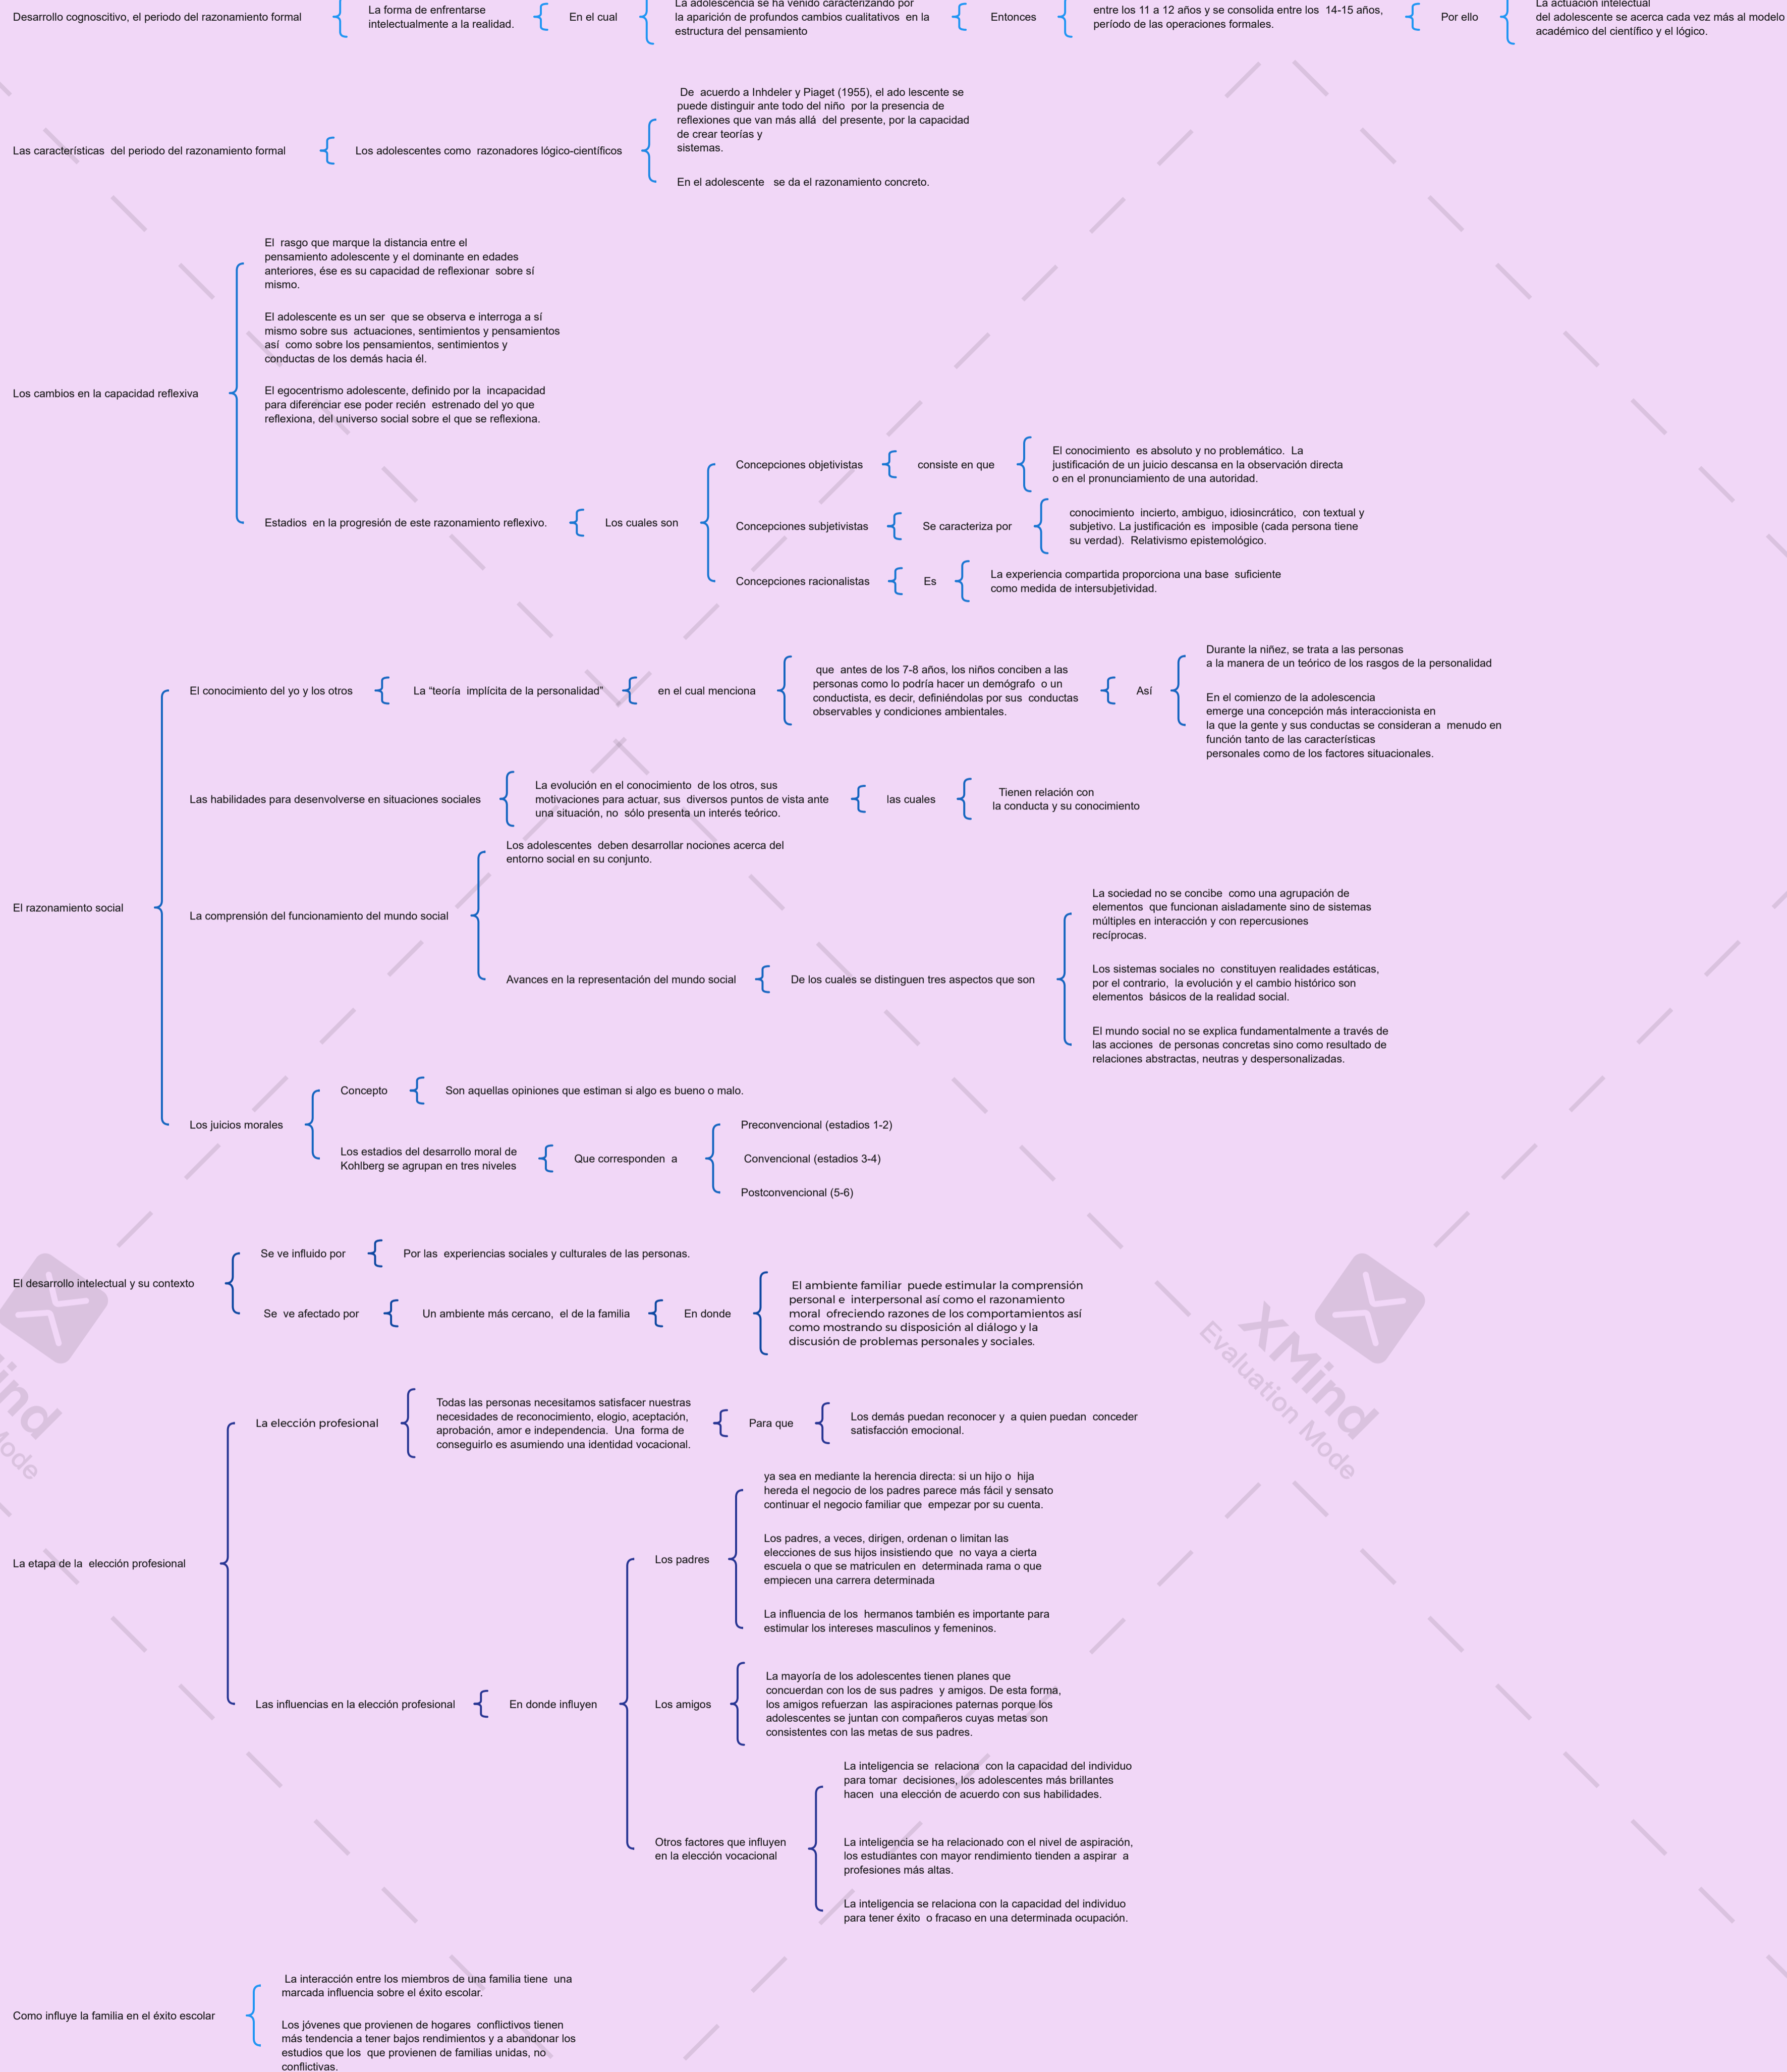 Desarrollo cognoscitivo, el periodo del razonamiento formal
La forma de enfrentarse
intelectualmente a la realidad.
En el cual
La adolescencia se ha venido caracterizando por
la aparición de profundos cambios cualitativos en la
estructura del pensamiento
Entonces
entre los 11 a 12 años y se consolida entre los 14-15 años,
período de las operaciones formales.
Por ello
La actuación intelectual
del adolescente se acerca cada vez más al modelo
académico del científico y el lógico.
Las características del periodo del razonamiento formal
Los adolescentes como razonadores lógico-científicos
De acuerdo a Inhdeler y Piaget (1955), el ado lescente se
puede distinguir ante todo del niño por la presencia de
reflexiones que van más allá del presente, por la capacidad
de crear teorías y
sistemas.
En el adolescente se da el razonamiento concreto.
Los cambios en la capacidad reflexiva
El rasgo que marque la distancia entre el
pensamiento adolescente y el dominante en edades
anteriores, ése es su capacidad de reflexionar sobre sí
mismo.
El adolescente es un ser que se observa e interroga a sí
mismo sobre sus actuaciones, sentimientos y pensamientos
así como sobre los pensamientos, sentimientos y
conductas de los demás hacia él.
El egocentrismo adolescente, definido por la incapacidad
para diferenciar ese poder recién estrenado del yo que
reflexiona, del universo social sobre el que se reflexiona.
Estadios en la progresión de este razonamiento reflexivo.
Los cuales son
Concepciones objetivistas
consiste en que
El conocimiento es absoluto y no problemático. La
justificación de un juicio descansa en la observación directa
o en el pronunciamiento de una autoridad.
Concepciones subjetivistas
Se caracteriza por
conocimiento incierto, ambiguo, idiosincrático, con textual y
subjetivo. La justificación es imposible (cada persona tiene
su verdad). Relativismo epistemológico.
Concepciones racionalistas
Es
La experiencia compartida proporciona una base suficiente
como medida de intersubjetividad.
El razonamiento social
El conocimiento del yo y los otros
La “teoría implícita de la personalidad”
en el cual menciona
que antes de los 7-8 años, los niños conciben a las
personas como lo podría hacer un demógrafo o un
conductista, es decir, definiéndolas por sus conductas
observables y condiciones ambientales.
Así
Durante la niñez, se trata a las personas
a la manera de un teórico de los rasgos de la personalidad
En el comienzo de la adolescencia
emerge una concepción más interaccionista en
la que la gente y sus conductas se consideran a menudo en
función tanto de las características
personales como de los factores situacionales.
Las habilidades para desenvolverse en situaciones sociales
La evolución en el conocimiento de los otros, sus
motivaciones para actuar, sus diversos puntos de vista ante
una situación, no sólo presenta un interés teórico.
las cuales
Tienen relación con
la conducta y su conocimiento
La comprensión del funcionamiento del mundo social
Los adolescentes deben desarrollar nociones acerca del
entorno social en su conjunto.
Avances en la representación del mundo social
De los cuales se distinguen tres aspectos que son
La sociedad no se concibe como una agrupación de
elementos que funcionan aisladamente sino de sistemas
múltiples en interacción y con repercusiones
recíprocas.
Los sistemas sociales no constituyen realidades estáticas,
por el contrario, la evolución y el cambio histórico son
elementos básicos de la realidad social.
El mundo social no se explica fundamentalmente a través de
las acciones de personas concretas sino como resultado de
relaciones abstractas, neutras y despersonalizadas.
Los juicios morales
Concepto
Son aquellas opiniones que estiman si algo es bueno o malo.
Los estadios del desarrollo moral de
Kohlberg se agrupan en tres niveles
Que corresponden a
Preconvencional (estadios 1-2)
Convencional (estadios 3-4)
Postconvencional (5-6)
El desarrollo intelectual y su contexto
Se ve influido por
Por las experiencias sociales y culturales de las personas.
Se ve afectado por
Un ambiente más cercano, el de la familia
En donde
El ambiente familiar puede estimular la comprensión
personal e interpersonal así como el razonamiento
moral ofreciendo razones de los comportamientos así
como mostrando su disposición al diálogo y la
discusión de problemas personales y sociales.
La etapa de la elección profesional
La elección profesional
Todas las personas necesitamos satisfacer nuestras
necesidades de reconocimiento, elogio, aceptación,
aprobación, amor e independencia. Una forma de
conseguirlo es asumiendo una identidad vocacional.
Para que
Los demás puedan reconocer y a quien puedan conceder
satisfacción emocional.
Las influencias en la elección profesional
En donde influyen
Los padres
ya sea en mediante la herencia directa: si un hijo o hija
hereda el negocio de los padres parece más fácil y sensato
continuar el negocio familiar que empezar por su cuenta.
Los padres, a veces, dirigen, ordenan o limitan las
elecciones de sus hijos insistiendo que no vaya a cierta
escuela o que se matriculen en determinada rama o que
empiecen una carrera determinada
La influencia de los hermanos también es importante para
estimular los intereses masculinos y femeninos.
Los amigos
La mayoría de los adolescentes tienen planes que
concuerdan con los de sus padres y amigos. De esta forma,
los amigos refuerzan las aspiraciones paternas porque los
adolescentes se juntan con compañeros cuyas metas son
consistentes con las metas de sus padres.
Otros factores que influyen
en la elección vocacional
La inteligencia se relaciona con la capacidad del individuo
para tomar decisiones, los adolescentes más brillantes
hacen una elección de acuerdo con sus habilidades.
La inteligencia se ha relacionado con el nivel de aspiración,
los estudiantes con mayor rendimiento tienden a aspirar a
profesiones más altas.
La inteligencia se relaciona con la capacidad del individuo
para tener éxito o fracaso en una determinada ocupación.
Como influye la familia en el éxito escolar
La interacción entre los miembros de una familia tiene una
marcada influencia sobre el éxito escolar.
Los jóvenes que provienen de hogares conflictivos tienen
más tendencia a tener bajos rendimientos y a abandonar los
estudios que los que provienen de familias unidas, no
conflictivas.
XMind
Evaluation Mode
ind
Mode